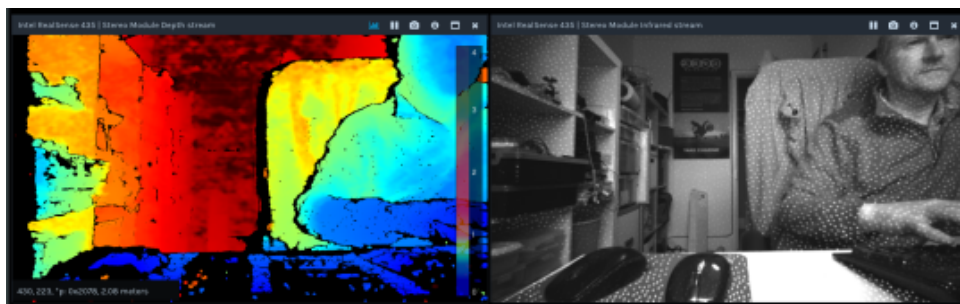 Intel RealSense 435 | Stereo Module Depth stream
Intel RealSense 435 | Stereo Module Infrared stream
4
3
2
1
0
430, 223, *p: 0x2078, 2.08 meters